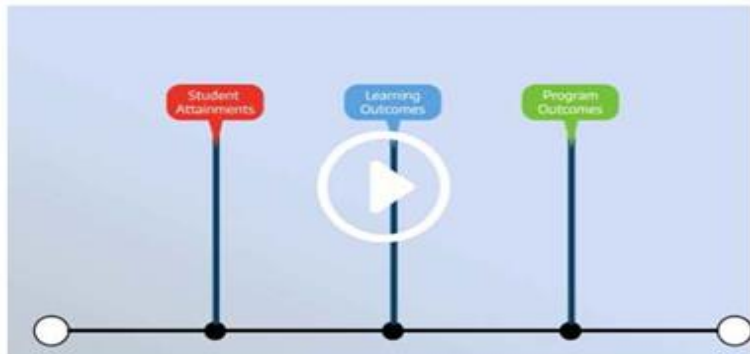 Student
Attainments
Learning
Outcomes
Program
Outcomes